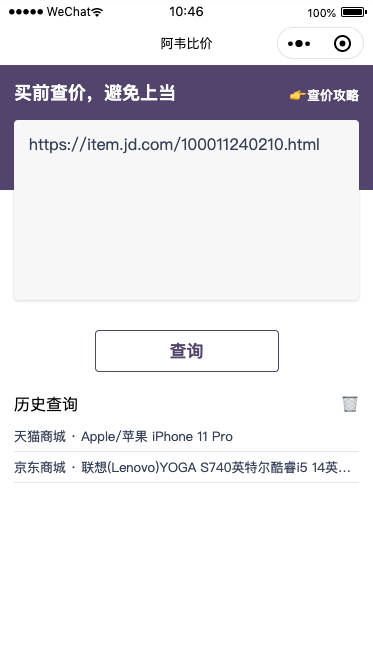 WeChat
10:46
100%
阿韦比价
买前查价，避免上当
👉查价攻略
https://item.jd.com/100011240210.html
查询
历史查询
天猫商城 · Apple/苹果 iPhone 11 Pro
京东商城 · 联想(Lenovo)YOGA S740英特尔酷睿i5 14英...